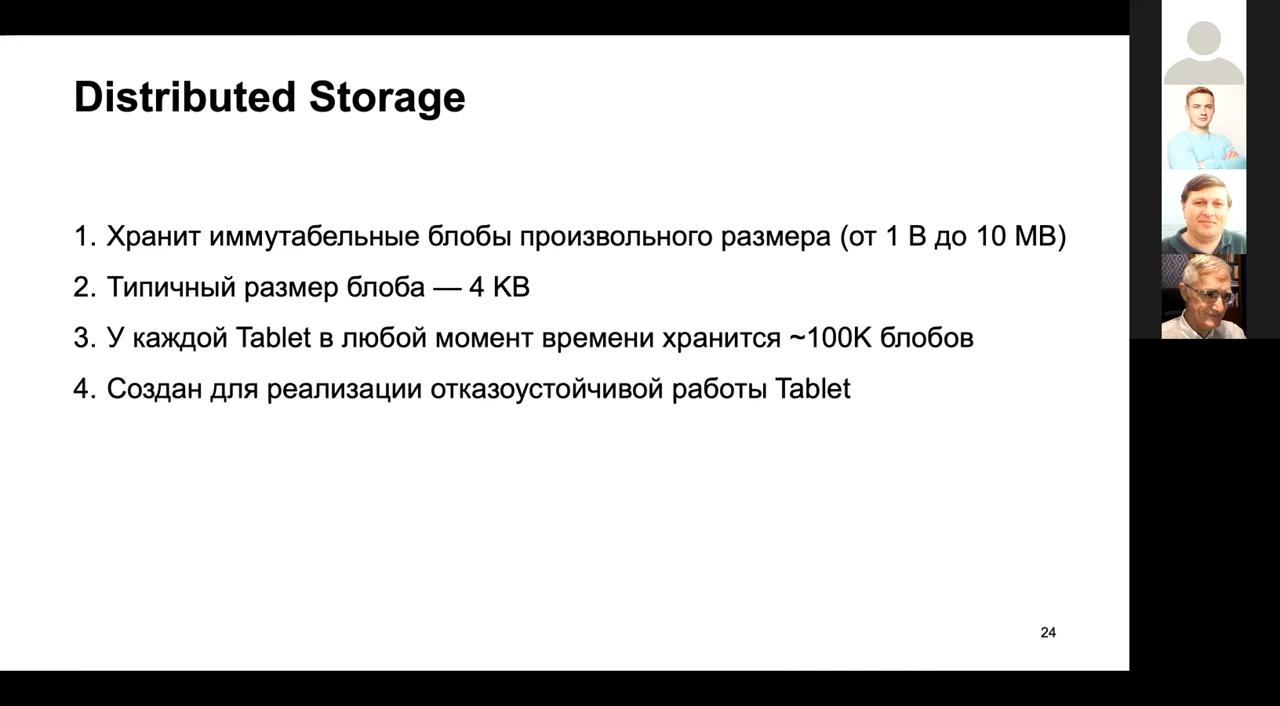 Distributed Storage
1. Хранит иммутабельные блобы произвольного размера (от 1 B до 10 MB)
2. Типичный размер блоба — 4 KB
3. У каждой Tablet в любой момент времени хранится ~100K блобов
4. Создан для реализации отказоустойчивой работы Tablet
24